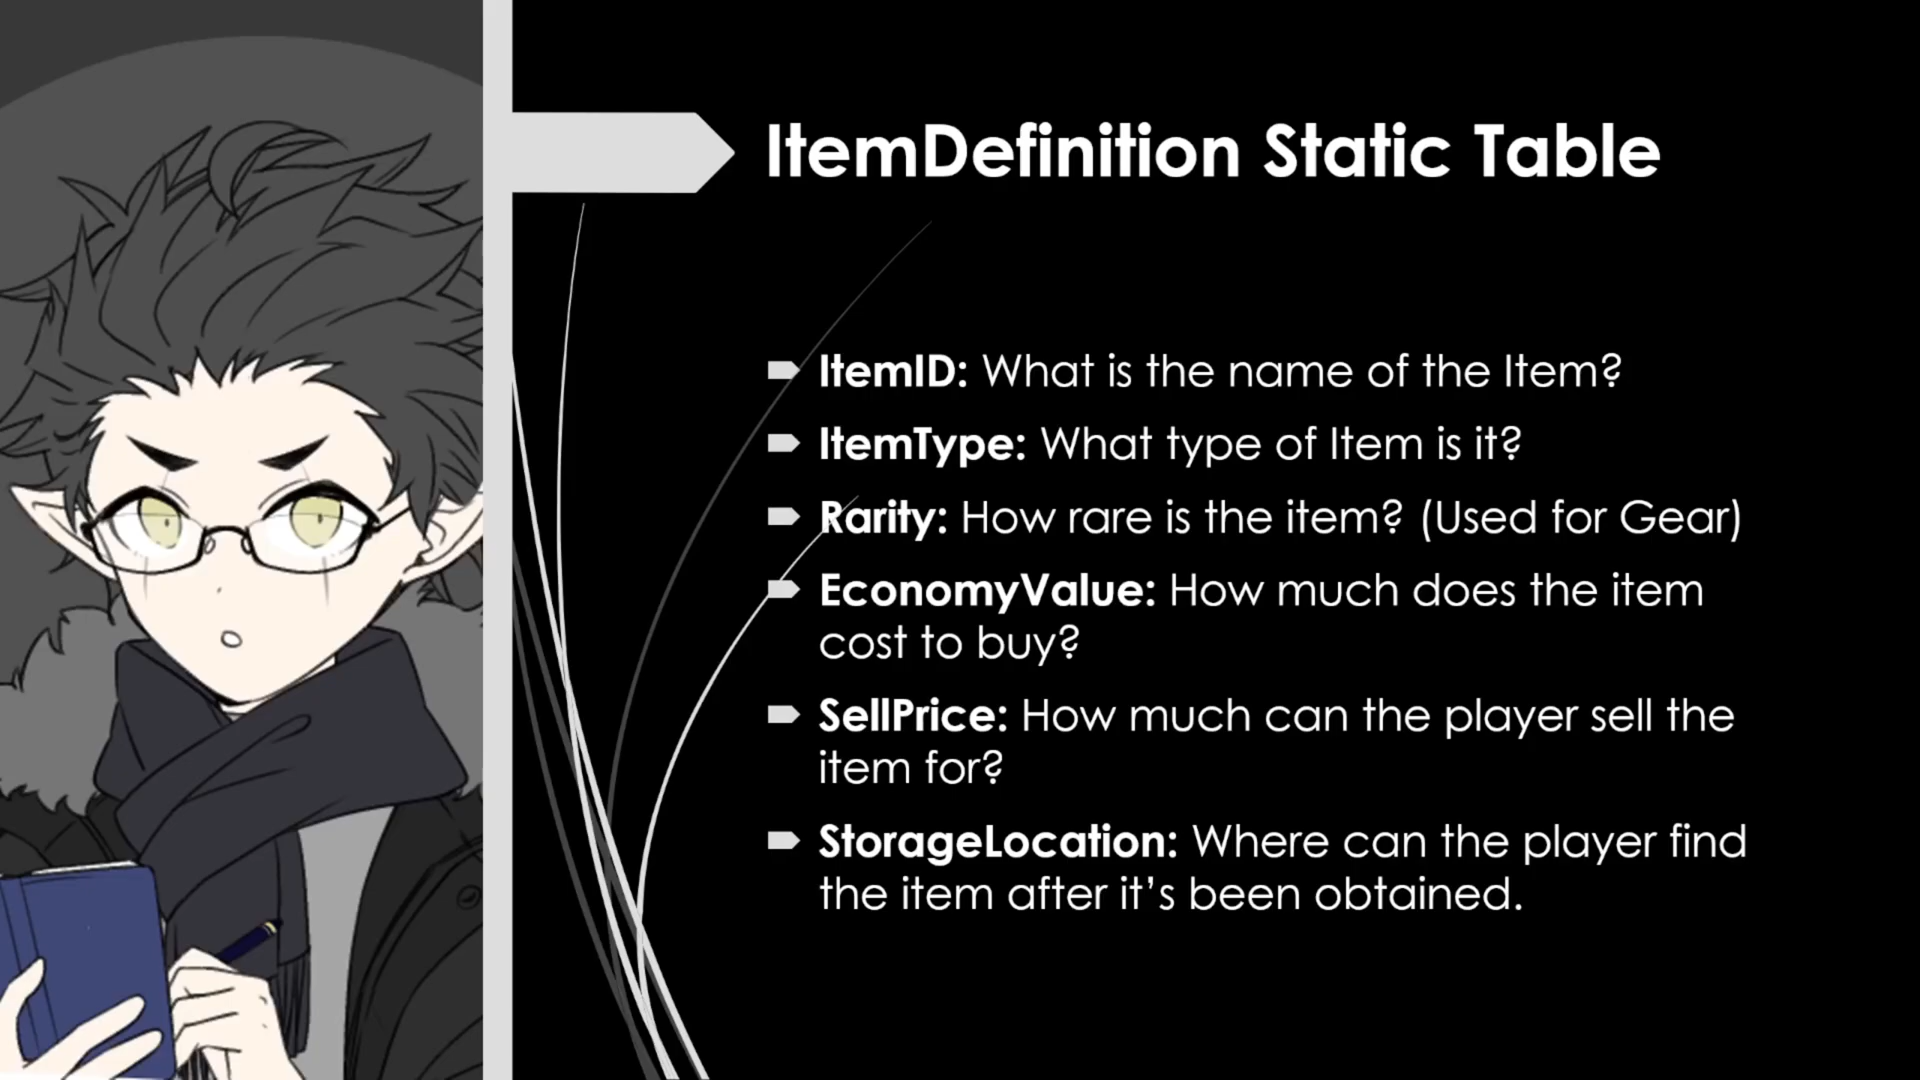 ItemDefinition Static Table
ItemID: What is the name of the Item?
ItemType: What type of Item is it?
Rarity: How rare is the item? (Used for Gear)
EconomyValue: How much does the item
cost to buy?
SellPrice: How much can the player sell the
item for?
StorageLocation: Where can the player find
the item after it’s been obtained.